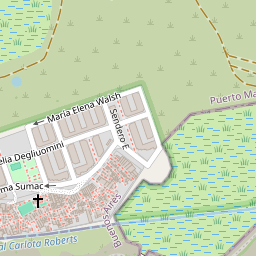 Maria Elena Walsh
Puerto Ma
Sendero E
elia Degliuomini
ma Sumac
Buenos Aires
al Carlota Roberts